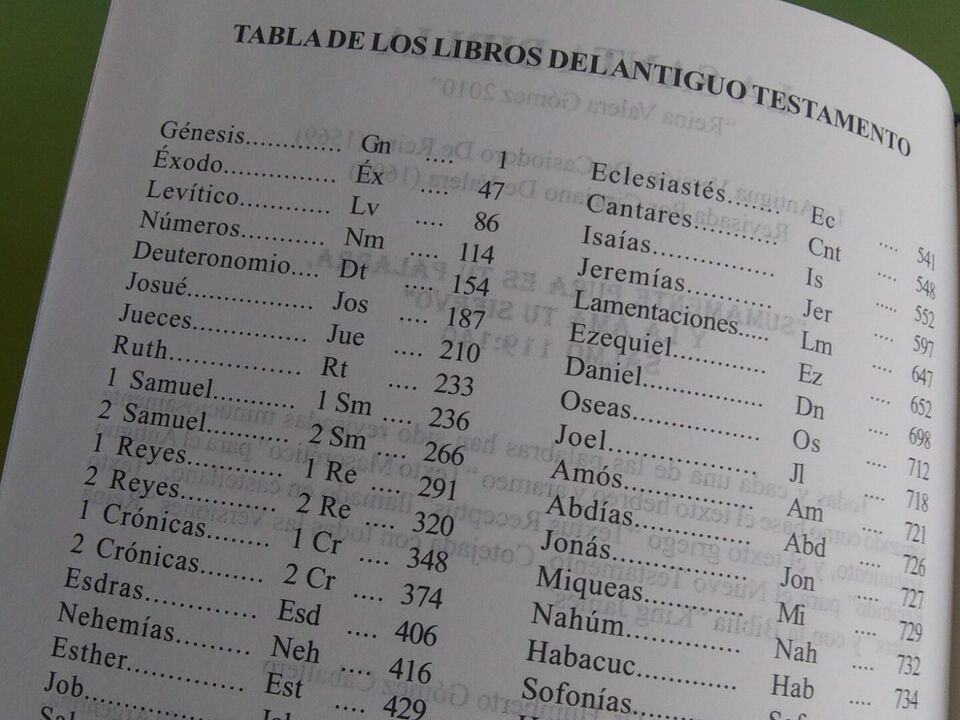 TABLA DE LOS LIBROS DEL ANTIGUO TESTAMENTO
Génesis............. Gn .... 1
Éxodo................ Éx .... 47
Levítico............. Lv .... 86
Números............ Nm .... 114
Deuteronomio.... Dt .... 154
Josué................. Jos .... 187
Jueces................ Jue .... 210
Ruth.................. Rt .... 233
1 Samuel............ 1 Sm .... 236
2 Samuel............ 2 Sm .... 266
1 Reyes.............. 1 Re .... 291
2 Reyes.............. 2 Re .... 320
1 Crónicas......... 1 Cr .... 348
2 Crónicas......... 2 Cr .... 374
Esdras................ Esd .... 406
Nehemías........... Neh .... 416
Esther................ Est .... 429
Job....................
Eclesiastés....... Ec .... 541
Cantares........... Cnt .... 548
Isaías................ Is .... 552
Jeremías........... Jer .... 597
Lamentaciones.. Lm .... 647
Ezequiel........... Ez .... 652
Daniel.............. Dn .... 698
Oseas............... Os .... 712
Joel.................. Jl .... 718
Amós............... Am .... 721
Abdías............. Abd .... 726
Jonás............... Jon .... 727
Miqueas........... Mi .... 729
Nahúm............. Nah .... 732
Habacuc........... Hab .... 734
Sofonías...........